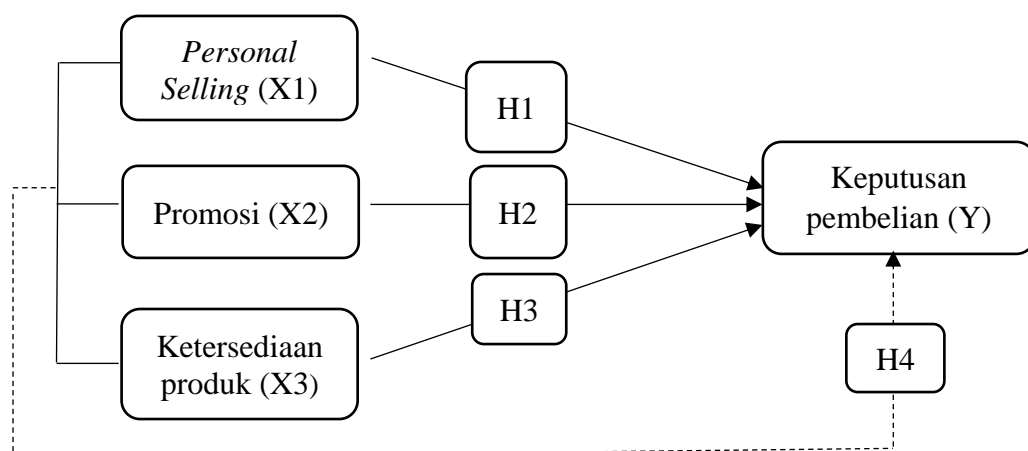 Personal
Selling (X1)
H1
Promosi (X2)
H2
Keputusan
pembelian (Y)
Ketersediaan
produk (X3)
H3
H4